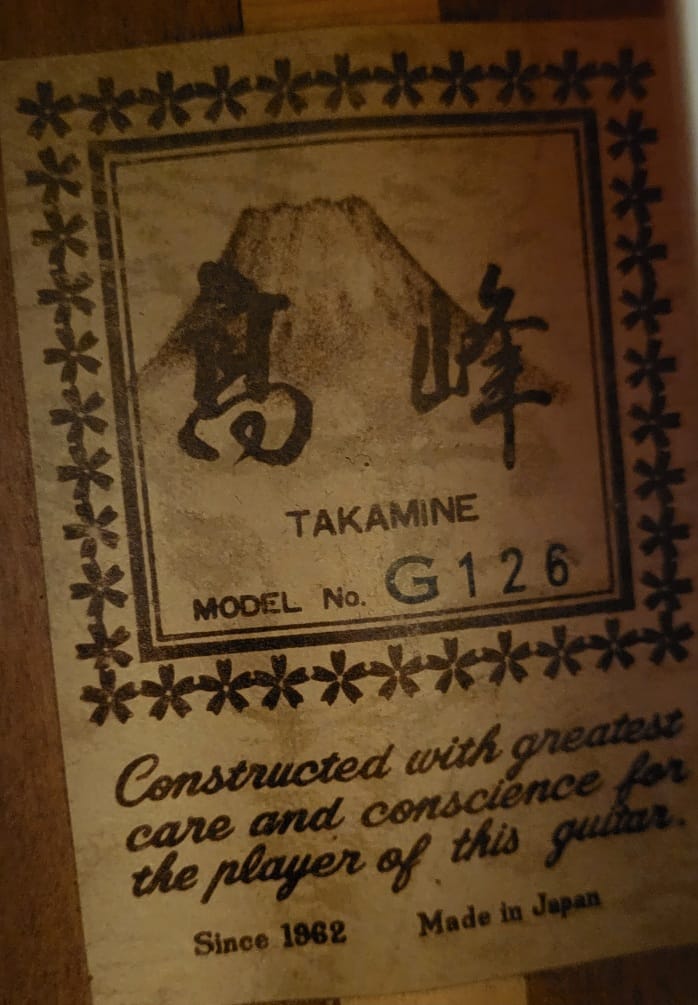 高峰
TAKAMINE
MODEL No. G126
Constructed with greatest
care and conscience for
the player of this guitar.
Since 1962 Made in Japan